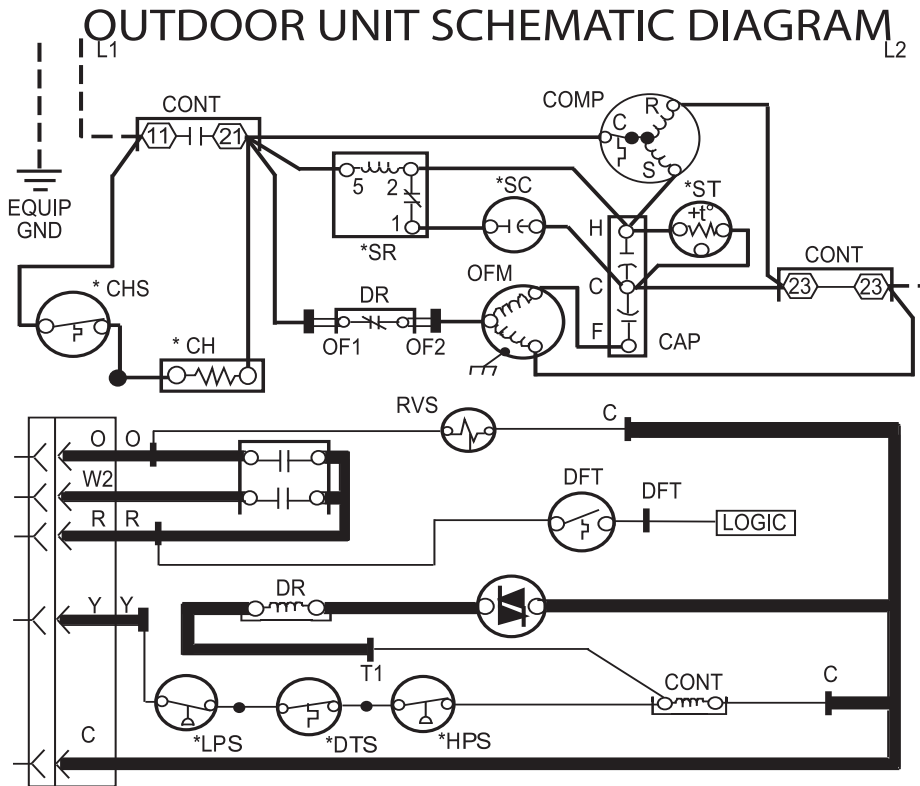 OUTDOOR UNIT SCHEMATIC DIAGRAM
L1
L2
CONT
COMP
11
21
R
C
S
*ST
+t°
EQUIP
GND
5
2
1
*SR
*SC
H
C
F
CAP
CONT
23
23
OFM
* CHS
DR
OF1
OF2
* CH
RVS
C
O
O
W2
R
R
DFT
DFT
LOGIC
Y
Y
DR
T1
CONT
C
*LPS
*DTS
*HPS
C